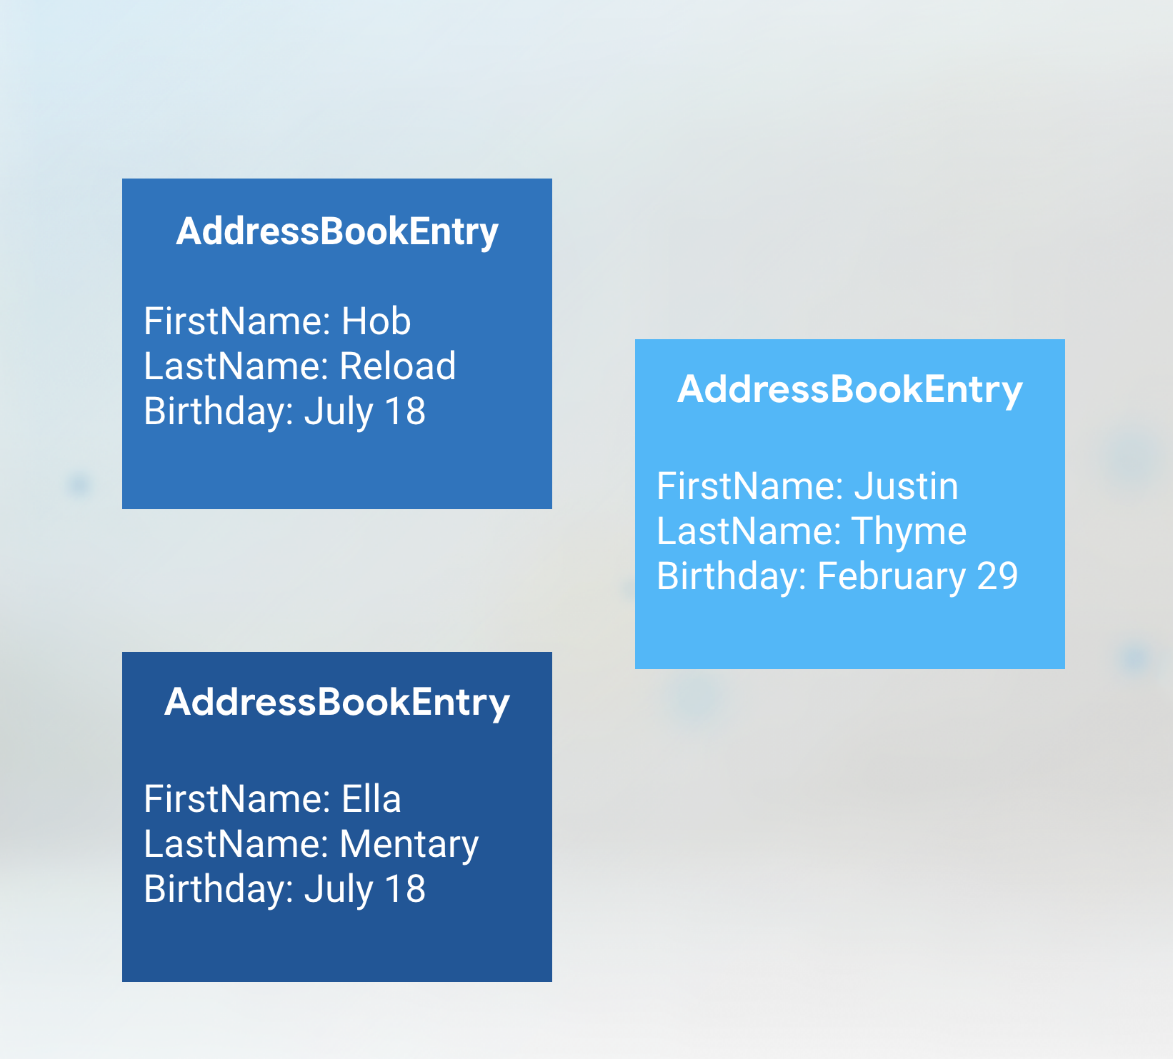 AddressBookEntry
FirstName: Hob
LastName: Reload
Birthday: July 18
AddressBookEntry
FirstName: Justin
LastName: Thyme
Birthday: February 29
AddressBookEntry
FirstName: Ella
LastName: Mentary
Birthday: July 18